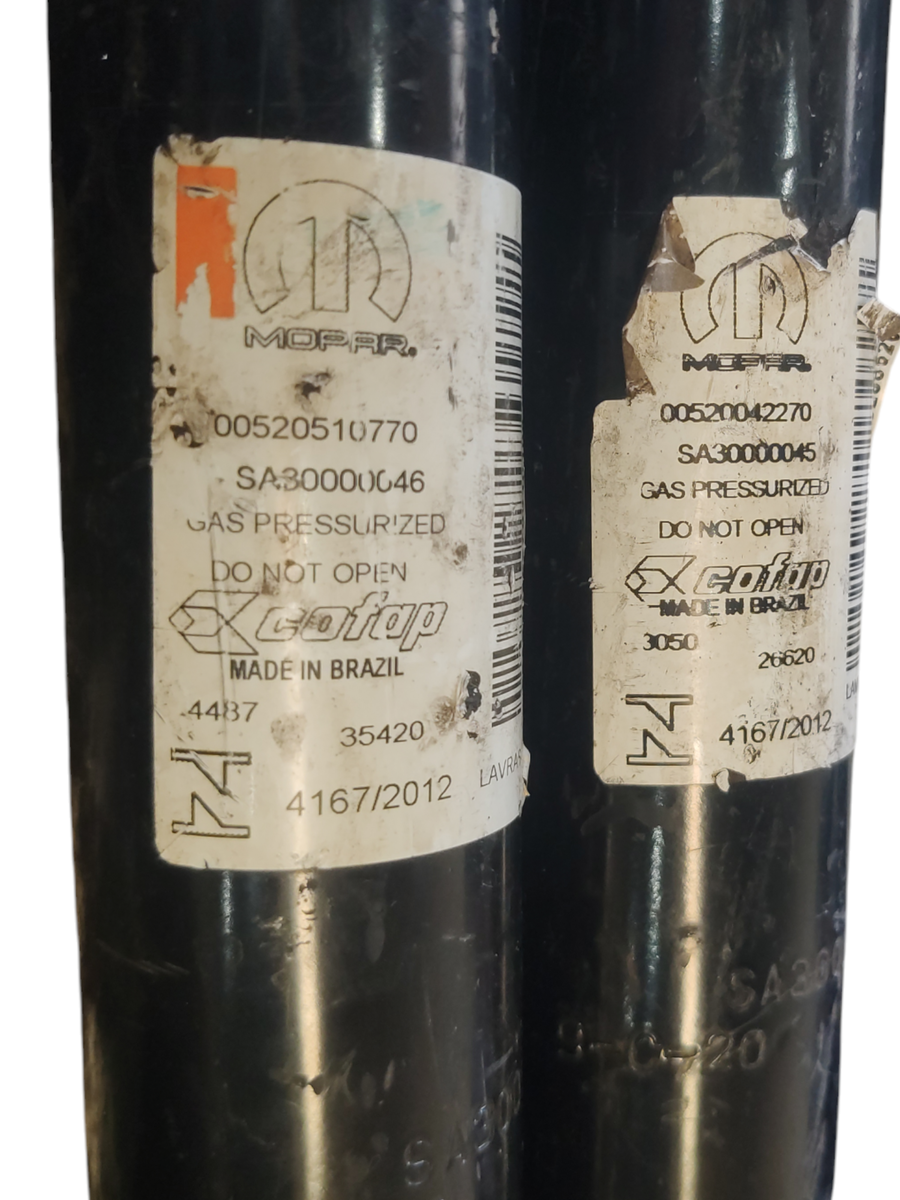 MOPAR.
00520510770
SA30000046
GAS PRESSURIZED
DO NOT OPEN
cofap
MADE IN BRAZIL
4487
35420
4167/2012
MOPAR.
00520042270
SA30000045
GAS PRESSURIZED
DO NOT OPEN
cofap
MADE IN BRAZIL
3050
26620
4167/2012